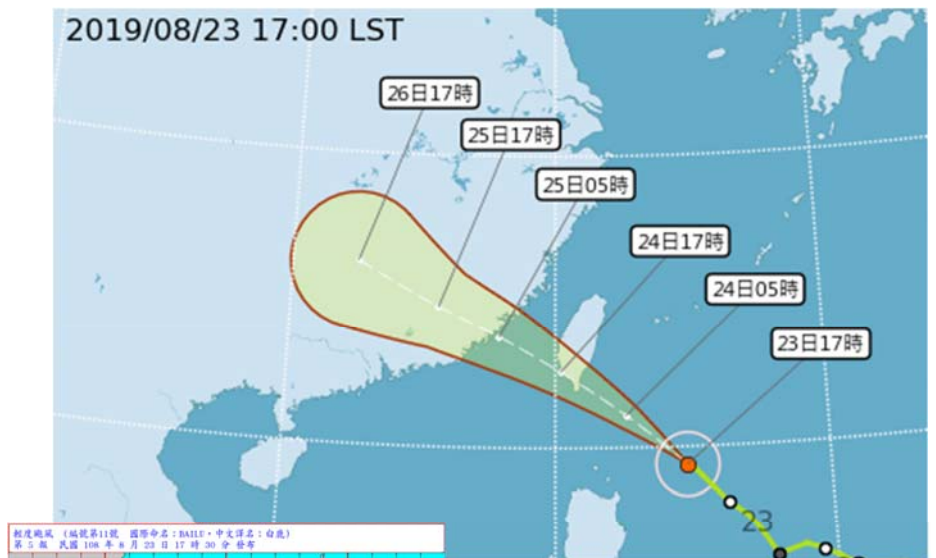 2019/08/23 17:00 LST
26日17時
25日17時
25日05時
24日17時
24日05時
23日17時
23
輕度颱風 (編號第11號 國際命名:BAILU,中文譯名:白鹿)
第 5 報 民國 108 年 8 月 23 日 17 時 30 分 發布